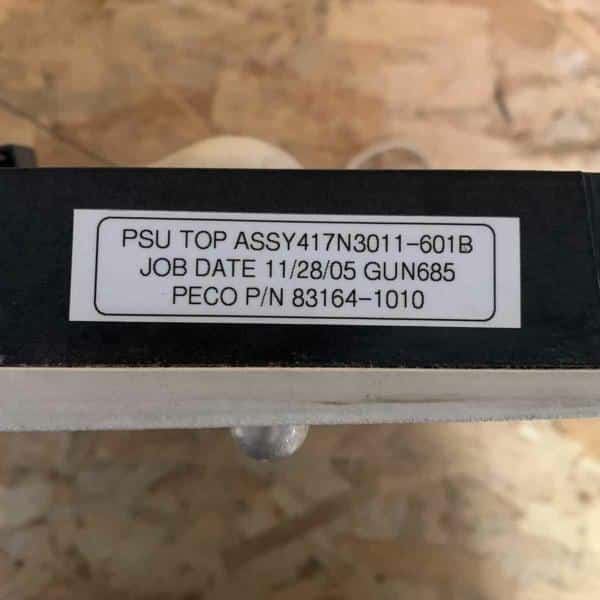 PSU TOP ASSY417N3011-601B
JOB DATE 11/28/05 GUN685
PECO P/N 83164-1010